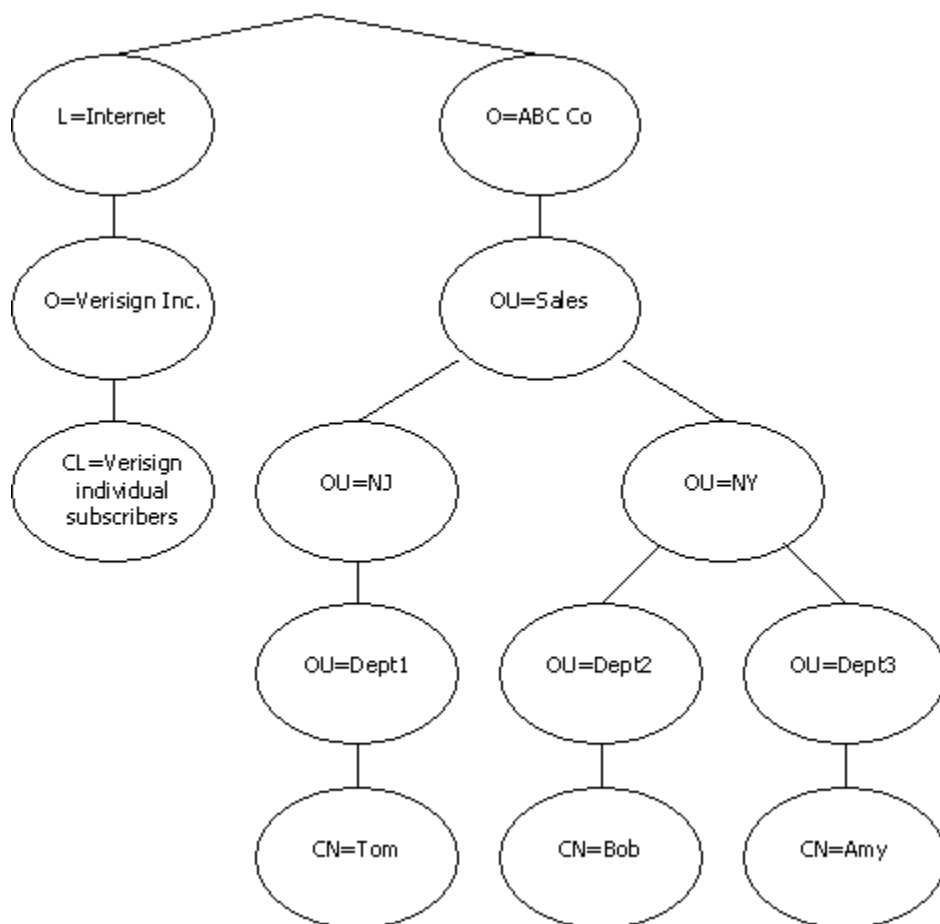 L=Internet
O=ABC Co
O=Verisign Inc.
OU=Sales
CL=Verisign
individual
subscribers
OU=NJ
OU=NY
OU=Dept1
OU=Dept2
OU=Dept3
CN=Tom
CN=Bob
CN=Amy